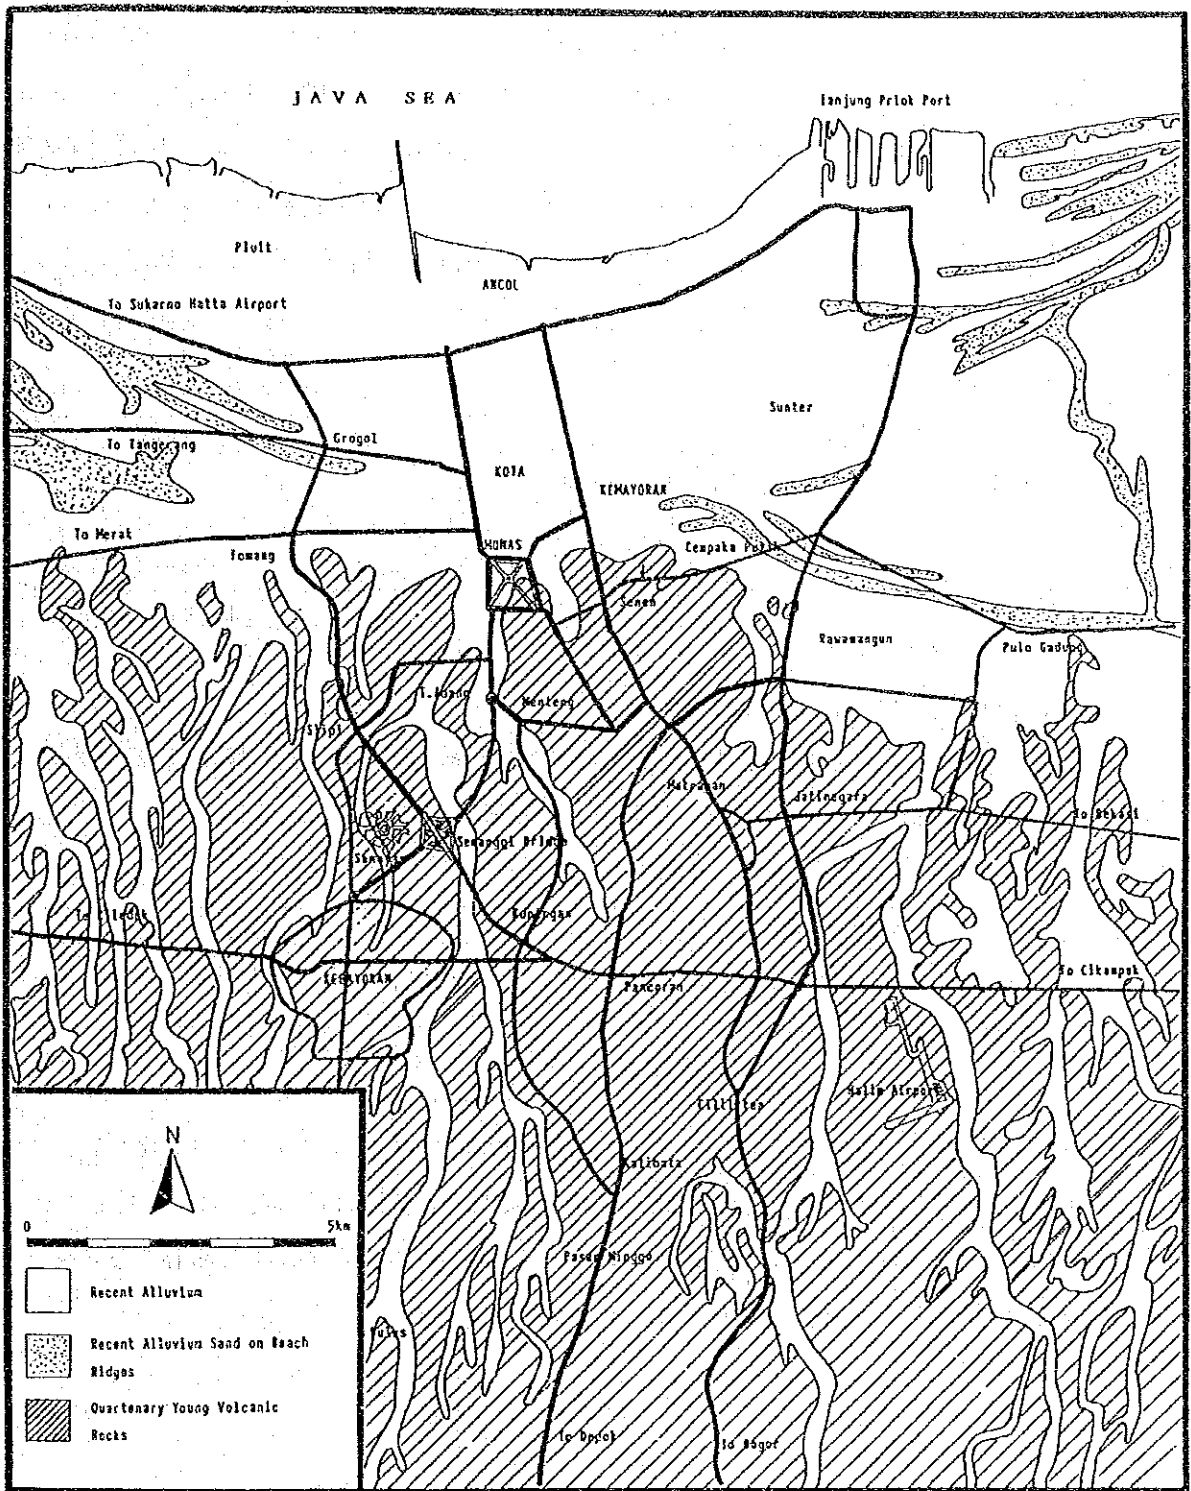 JAVA SEA
Tanjung Priok Port
Pluit
ANCOL
To Sukarno Hatta Airport
Sunter
To Tangerang
Grogol
KOTA
KEMAYORAN
To Merak
Tomang
MONAS
Cempaka Putih
Senen
Rawamangun
Pulo Gadung
T.Abang
Menteng
Slipi
Matraman
Jatinegara
To Bekasi
Senayan
Semanggi Bridge
To Ciledug
Kuningan
KEBAYORAN
Pancoran
To Cikampek
Halim Airport
Cililitan
Kalibata
Pasar Minggu
N
0 5km
Recent Alluvium
Recent Alluvium Sand on Beach
Ridges
Quartenary Young Volcanic
Rocks
To Depok
To Bogor